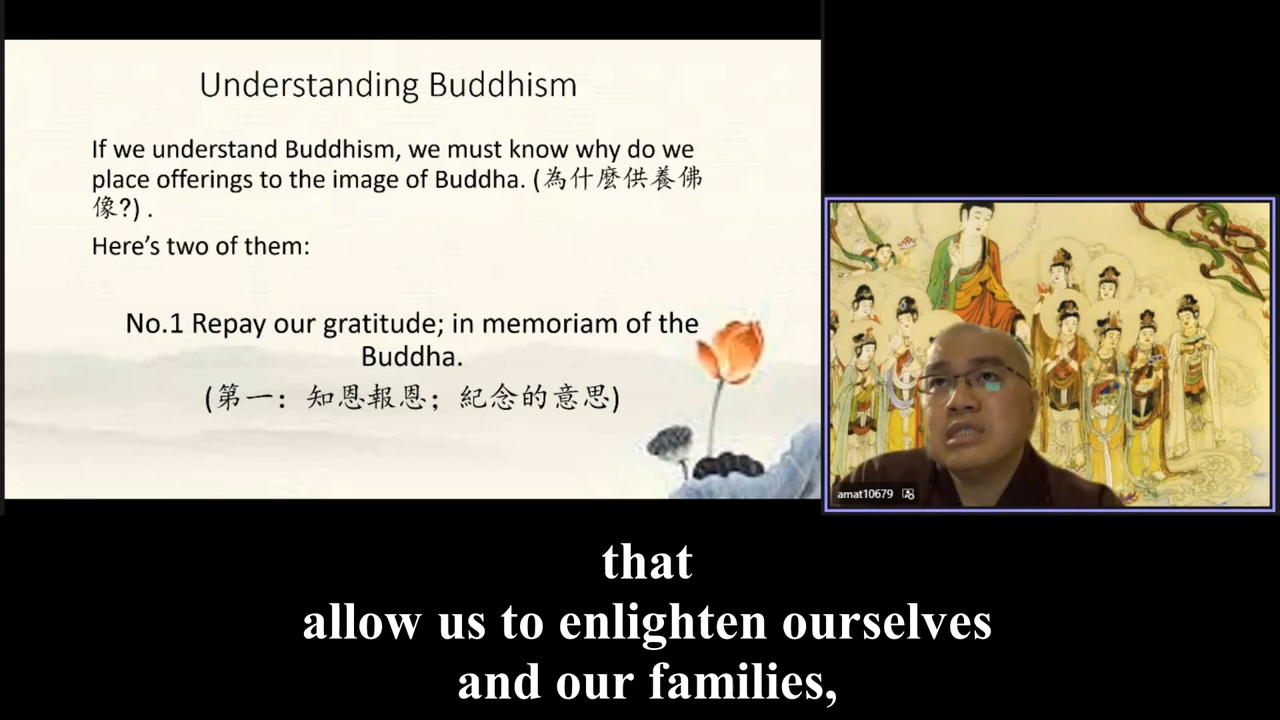 Understanding Buddhism
If we understand Buddhism, we must know why do we
place offerings to the image of Buddha. (為什麼供養佛
像?) .
Here’s two of them:
No.1 Repay our gratitude; in memoriam of the
Buddha.
(第一：知恩報恩；紀念的意思)
amat10679
that
allow us to enlighten ourselves
and our families,